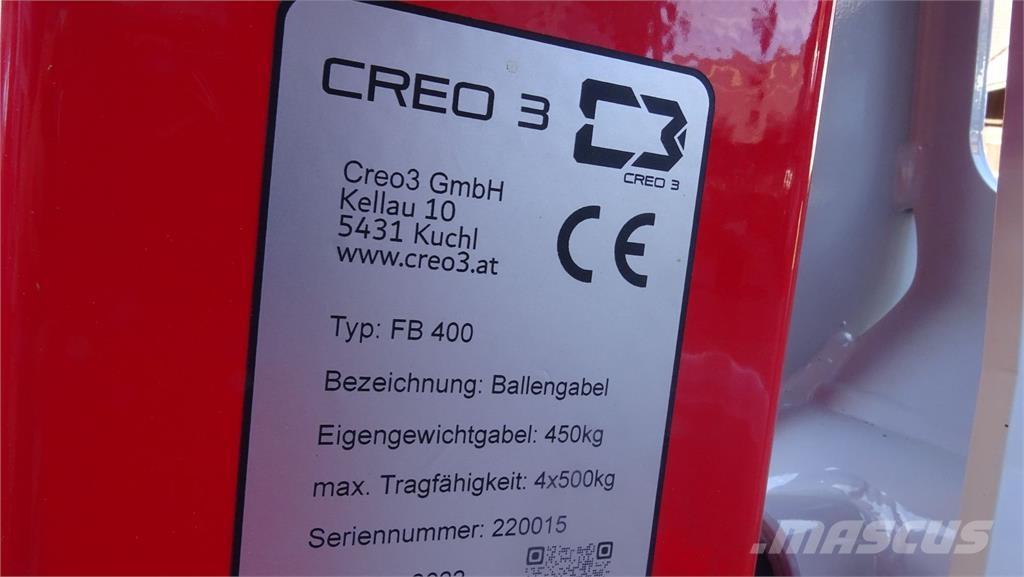 CREO 3
CREO 3
Creo3 GmbH
Kellau 10
5431 Kuchl
www.creo3.at
Typ: FB 400
Bezeichnung: Ballengabel
Eigengewichtgabel: 450kg
max. Tragfähigkeit: 4x500kg
Seriennummer: 220015
.MASCUS